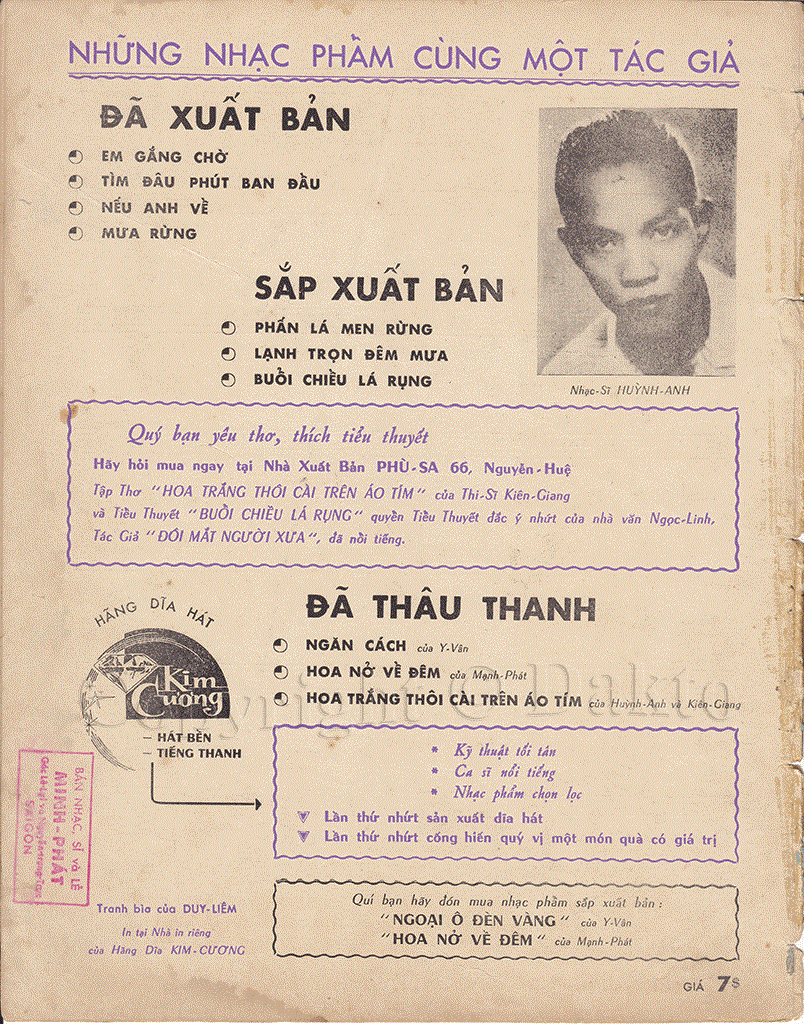 NHỮNG NHẠC PHẨM CÙNG MỘT TÁC GIẢ
ĐÃ XUẤT BẢN
EM GẮNG CHỜ
TÌM ĐÂU PHÚT BAN ĐẦU
NẾU ANH VỀ
MƯA RỪNG
SẮP XUẤT BẢN
PHẤN LÁ MEN RỪNG
LẠNH TRỌN ĐÊM MƯA
BUỔI CHIỀU LÁ RỤNG
Nhạc-Sĩ HUỲNH-ANH
Quý bạn yêu thơ, thích tiểu thuyết
Hãy hỏi mua ngay tại Nhà Xuất Bản PHÙ-SA 66, Nguyễn-Huệ
Tập Thơ "HOA TRẮNG THÔI CÀI TRÊN ÁO TÍM" của Thi-Sĩ Kiên-Giang
và Tiểu Thuyết "BUỔI CHIỀU LÁ RỤNG" quyển Tiểu Thuyết đắc ý nhứt của nhà văn Ngọc-Linh,
Tác Giả "ĐÔI MẮT NGƯỜI XƯA", đã nổi tiếng.
HÃNG DĨA HÁT
Kim Cương
– HÁT BỀN
– TIẾNG THANH
ĐÃ THÂU THANH
NGĂN CÁCH của Y-Vân
HOA NỞ VỀ ĐÊM của Mạnh-Phát
HOA TRẮNG THÔI CÀI TRÊN ÁO TÍM của Huỳnh-Anh và Kiên-Giang
Copyright © Dakto
* Kỹ thuật tối tân
* Ca sĩ nổi tiếng
* Nhạc phẩm chọn lọc
Lần thứ nhứt sản xuất dĩa hát
Lần thứ nhứt cống hiến quý vị một món quà có giá trị
BÁN NHẠC, SỈ và LẺ
MINH-PHÁT
SAIGON
Tranh bìa của DUY-LIÊM
In tại Nhà in riêng
của Hãng Dĩa KIM-CƯƠNG
Quí bạn hãy đón mua nhạc phẩm sắp xuất bản :
"NGOẠI Ô ĐÈN VÀNG" của Y-Vân
"HOA NỞ VỀ ĐÊM" của Mạnh-Phát
GIÁ 7$